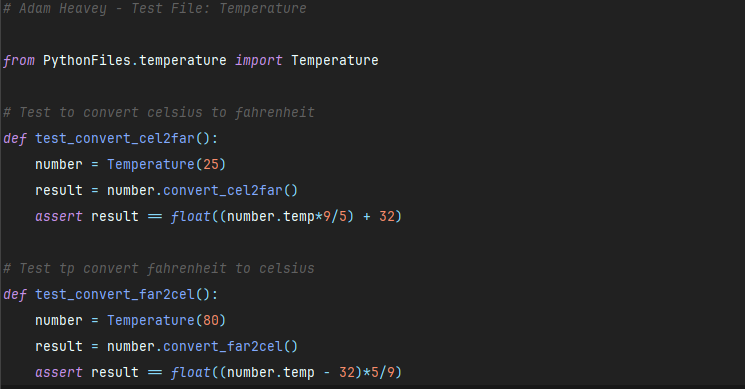 # Adam Heavey - Test File: Temperature
from PythonFiles.temperature import Temperature
# Test to convert celsius to fahrenheit
def test_convert_cel2far():
    number = Temperature(25)
    result = number.convert_cel2far()
    assert result == float((number.temp*9/5) + 32)
# Test tp convert fahrenheit to celsius
def test_convert_far2cel():
    number = Temperature(80)
    result = number.convert_far2cel()
    assert result == float((number.temp - 32)*5/9)